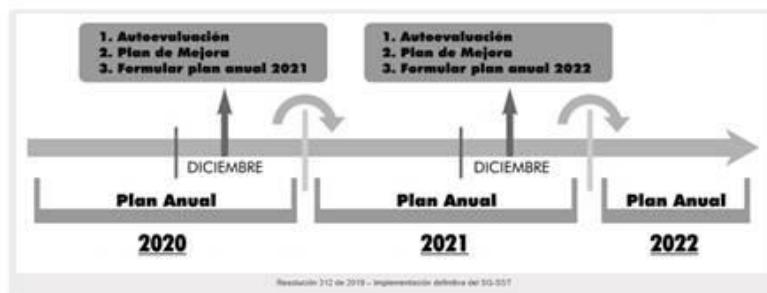 1. Autoevaluación
2. Plan de Mejora
3. Formular plan anual 2021
1. Autoevaluación
2. Plan de Mejora
3. Formular plan anual 2022
DICIEMBRE
DICIEMBRE
Plan Anual
Plan Anual
Plan Anual
2020
2021
2022
Resolución 312 de 2019 – Implementación definitiva del SG-SST